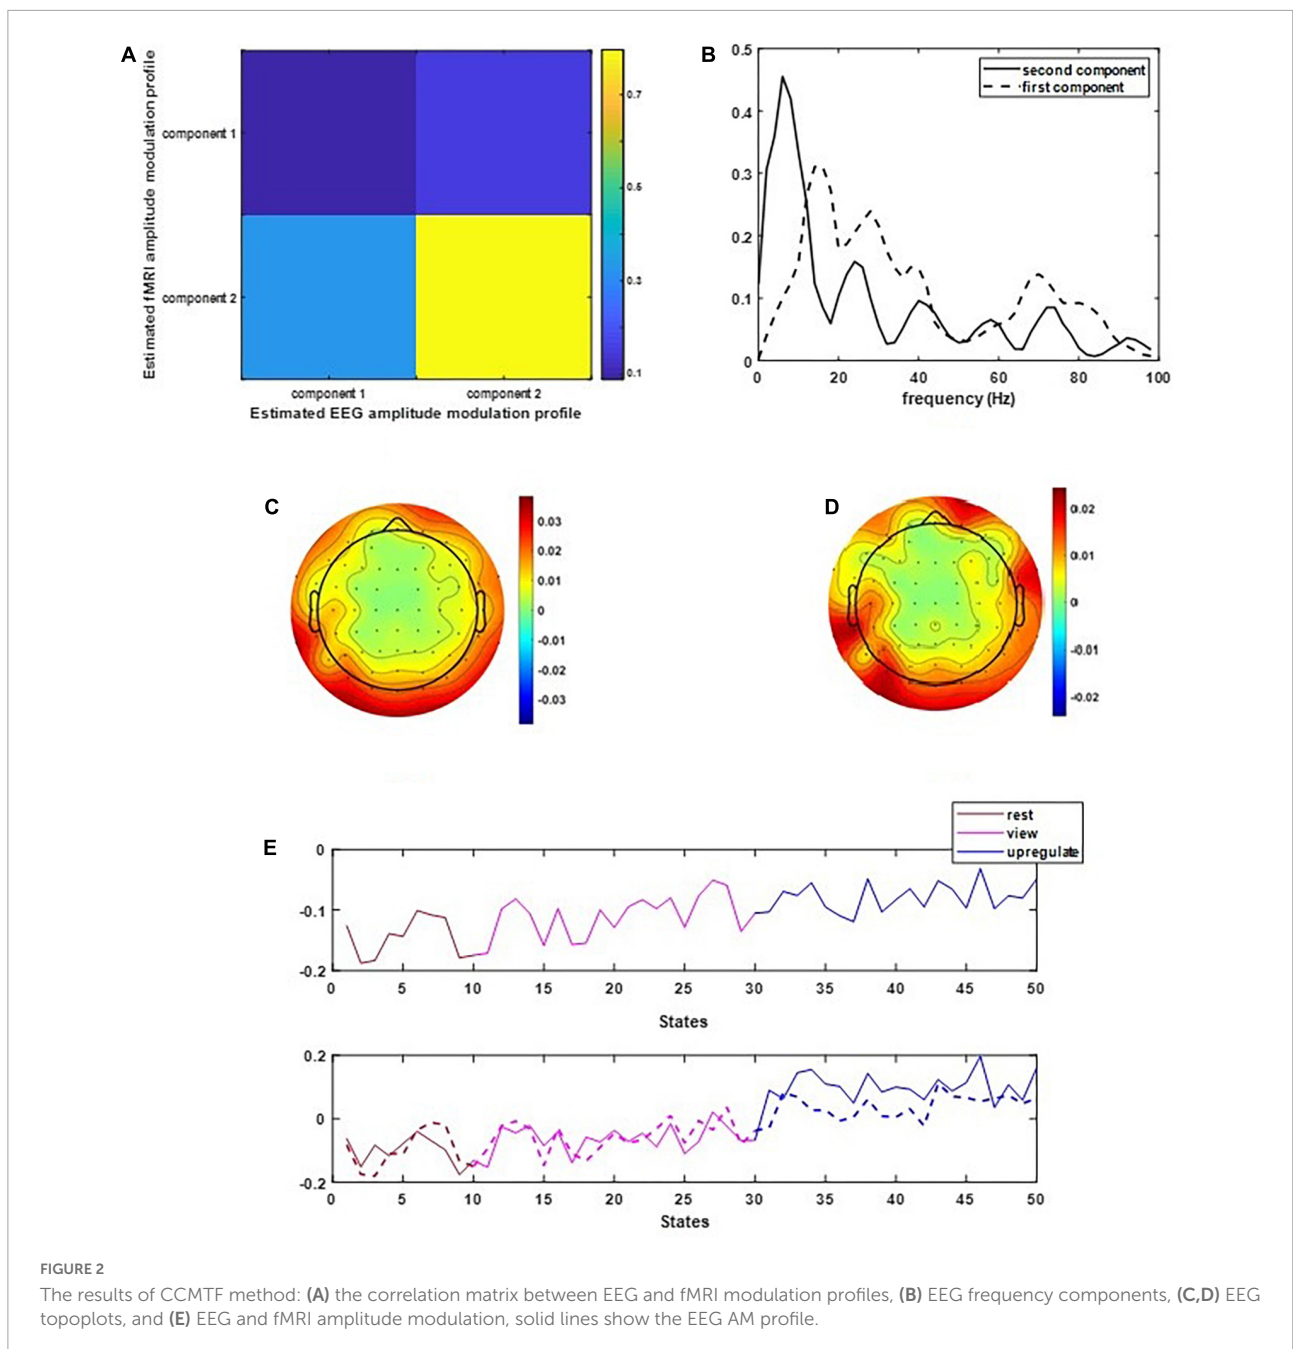 A
Estimated fMRI amplitude modulation profile
component 1
component 2
component 1
component 2
Estimated EEG amplitude modulation profile
0.7
0.5
0.3
0.1
B
0.5
0.4
0.3
0.2
0.1
0
second component
first component
0 20 40 60 80 100
frequency (Hz)
C
0.03
0.02
0.01
0
-0.01
-0.02
-0.03
D
0.02
0.01
0
-0.01
-0.02
E
rest
view
upregulate
0
-0.1
-0.2
0 5 10 15 20 25 30 35 40 45 50
States
0.2
0
-0.2
0 5 10 15 20 25 30 35 40 45 50
States
FIGURE 2
The results of CCMTF method: (A) the correlation matrix between EEG and fMRI modulation profiles, (B) EEG frequency components, (C,D) EEG
topoplots, and (E) EEG and fMRI amplitude modulation, solid lines show the EEG AM profile.